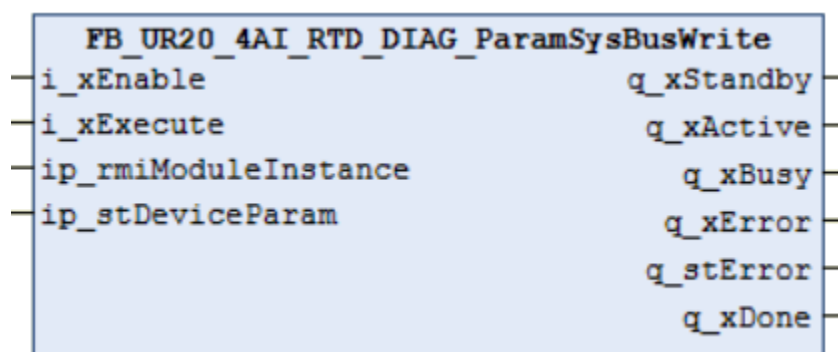 FB_UR20_4AI_RTD_DIAG_ParamSysBusWrite
i_xEnable q_xStandby
i_xExecute q_xActive
ip_rmiModuleInstance q_xBusy
ip_stDeviceParam q_xError
q_stError
q_xDone